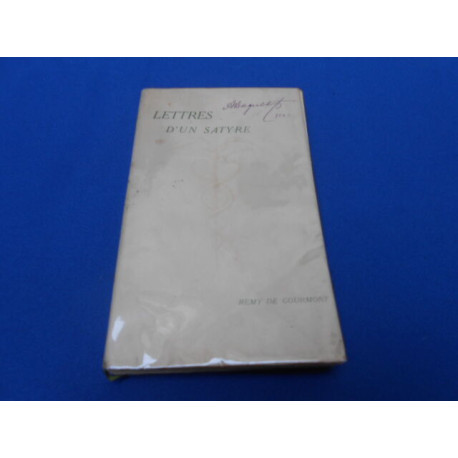 LETTRES
D'UN SATYRE
REMY DE GOURMONT